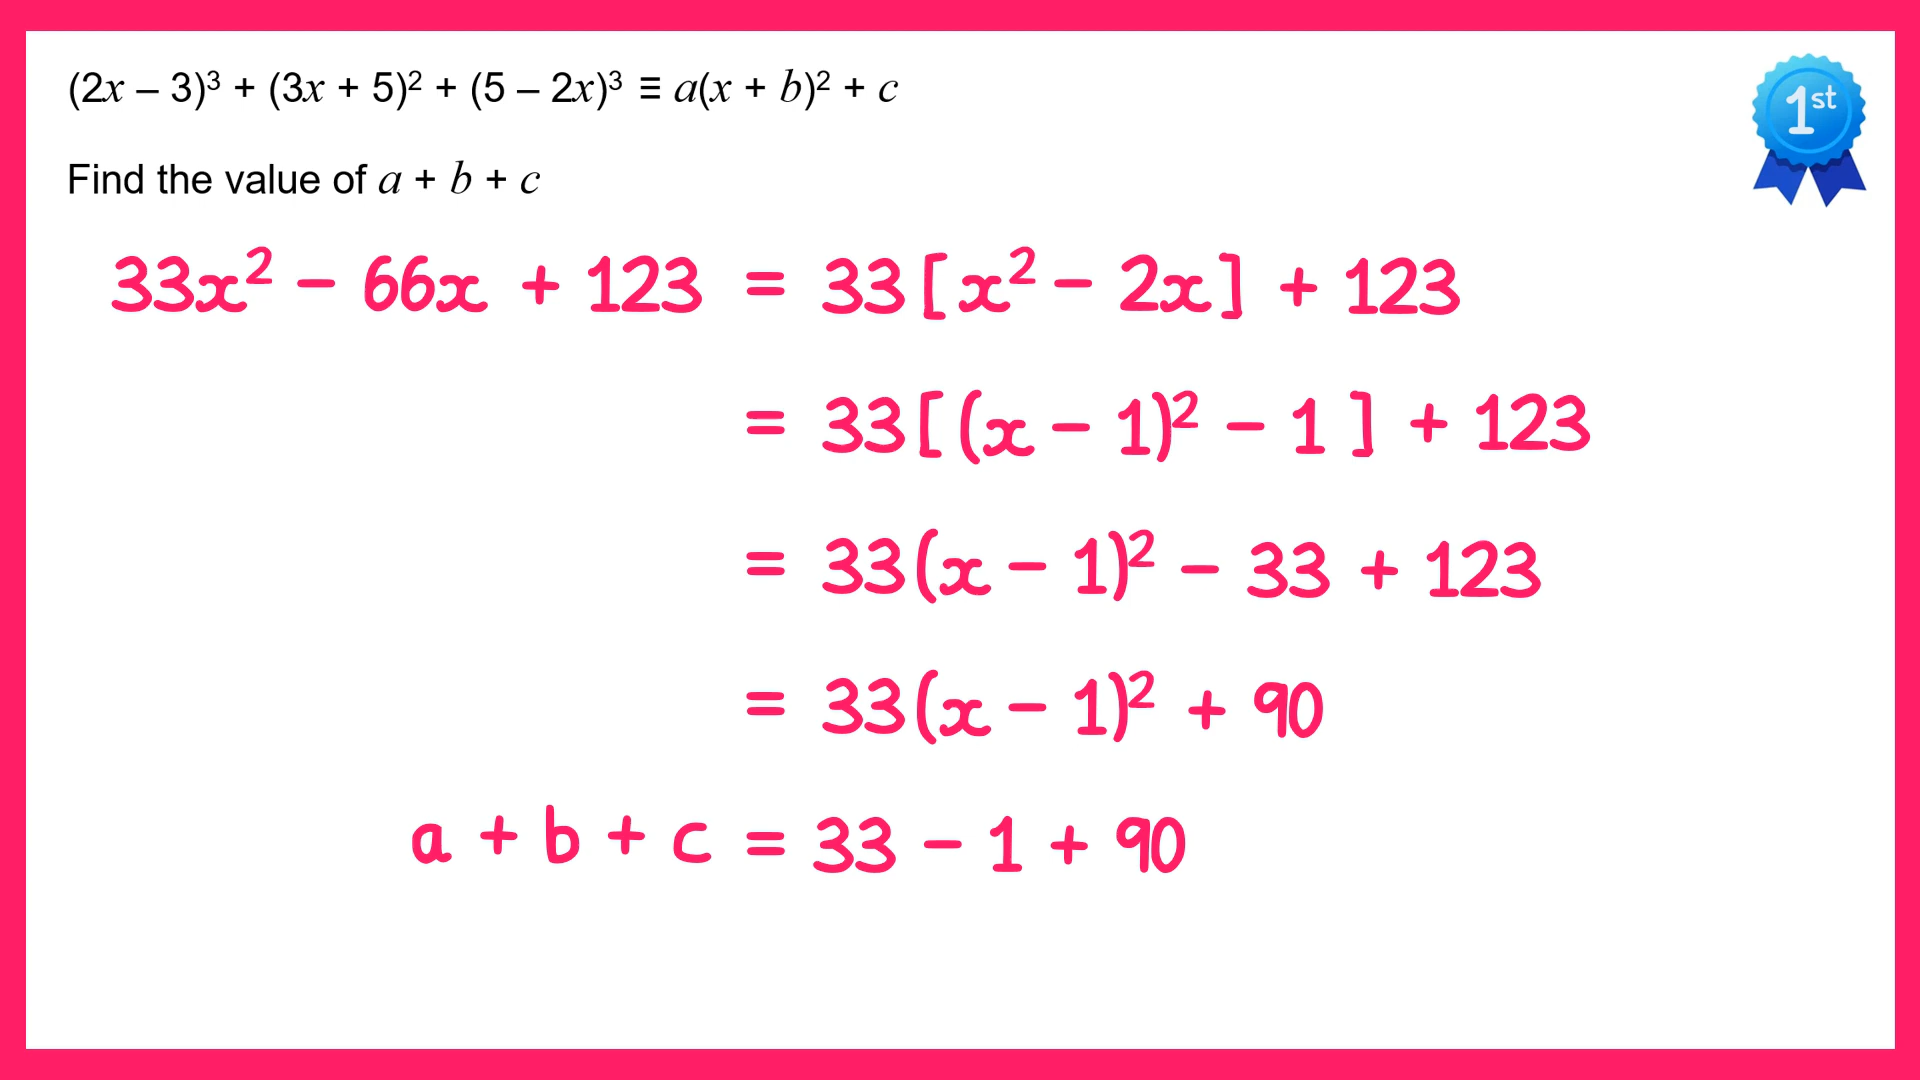 (2x – 3)³ + (3x + 5)² + (5 – 2x)³ ≡ a(x + b)² + c
1st
Find the value of a + b + c
33x² − 66x + 123 = 33[x² − 2x] + 123
= 33[(x − 1)² − 1] + 123
= 33(x − 1)² − 33 + 123
= 33(x − 1)² + 90
a + b + c = 33 − 1 + 90